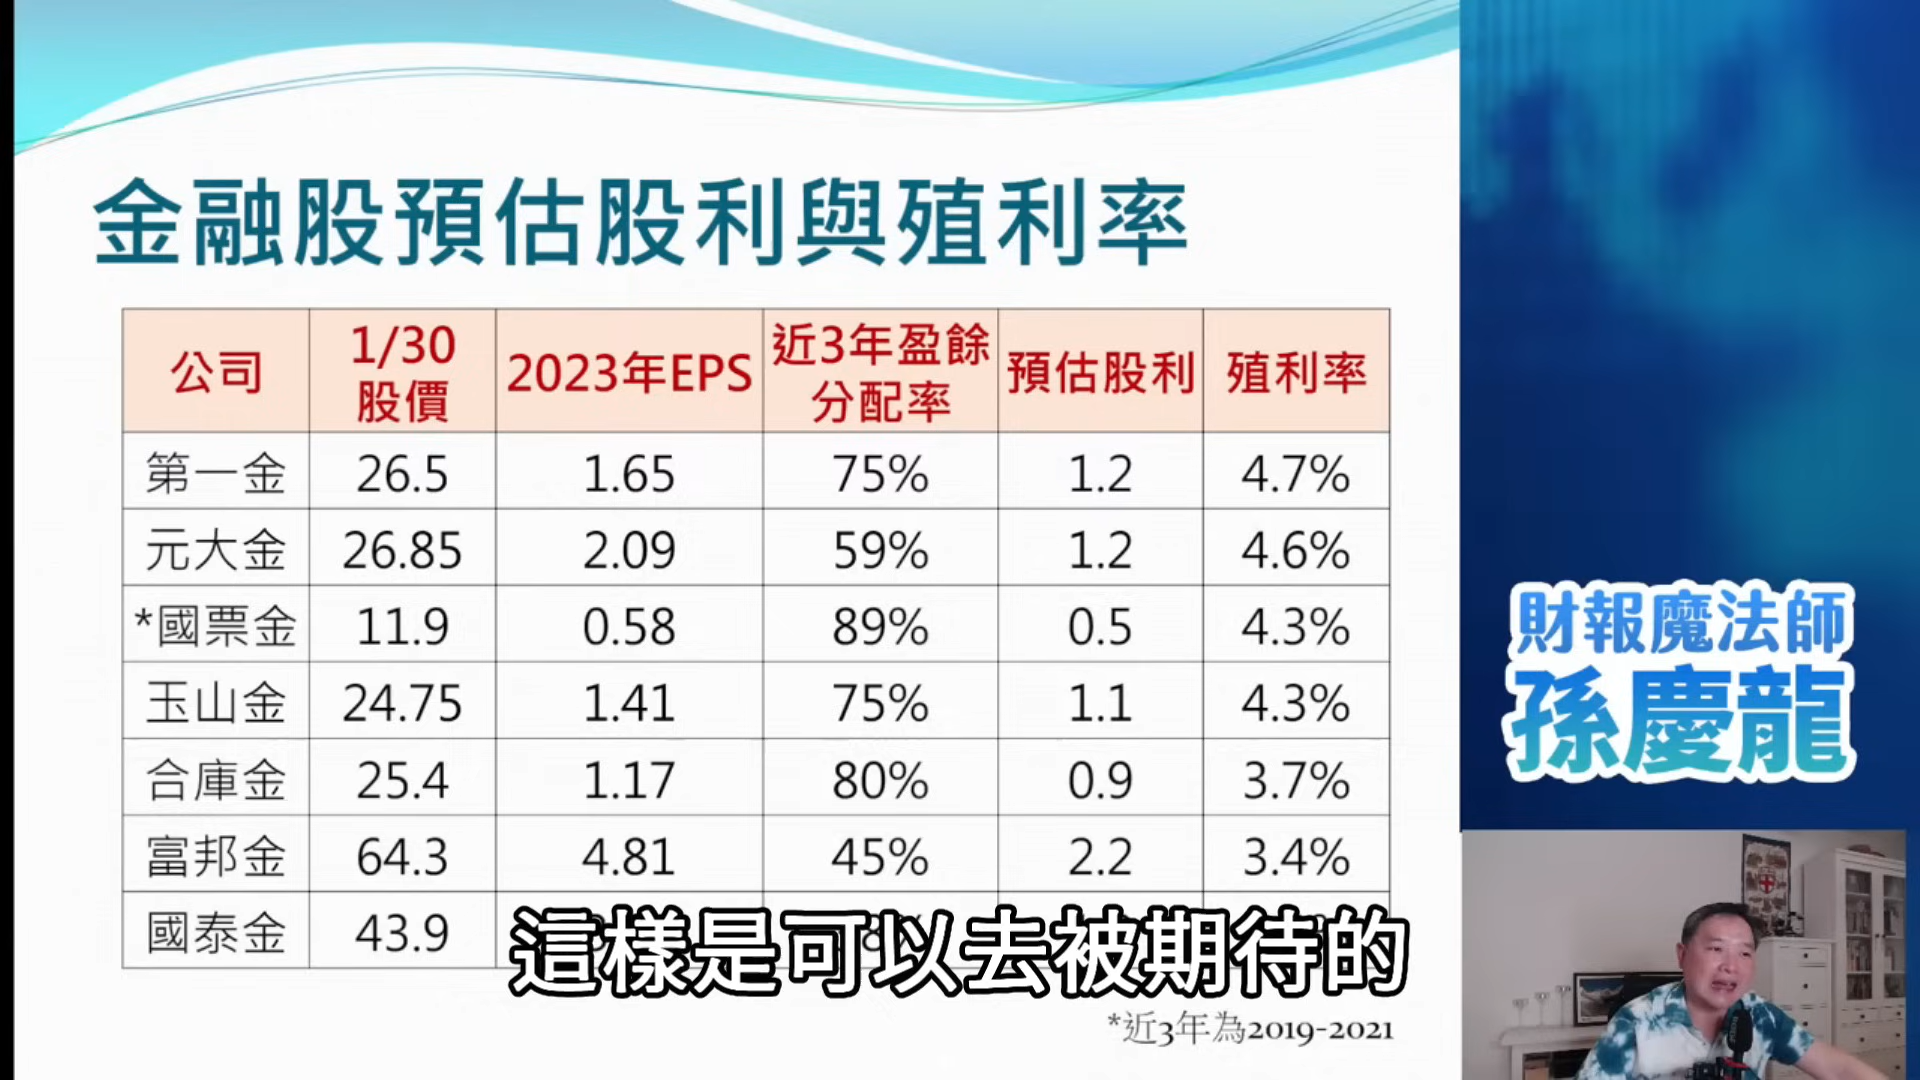 金融股預估股利與殖利率
公司 1/30股價 2023年EPS 近3年盈餘分配率 預估股利 殖利率
第一金 26.5 1.65 75% 1.2 4.7%
元大金 26.85 2.09 59% 1.2 4.6%
*國票金 11.9 0.58 89% 0.5 4.3%
玉山金 24.75 1.41 75% 1.1 4.3%
合庫金 25.4 1.17 80% 0.9 3.7%
富邦金 64.3 4.81 45% 2.2 3.4%
國泰金 43.9
這樣是可以去被期待的
*近3年為2019-2021
財報魔法師
孫慶龍